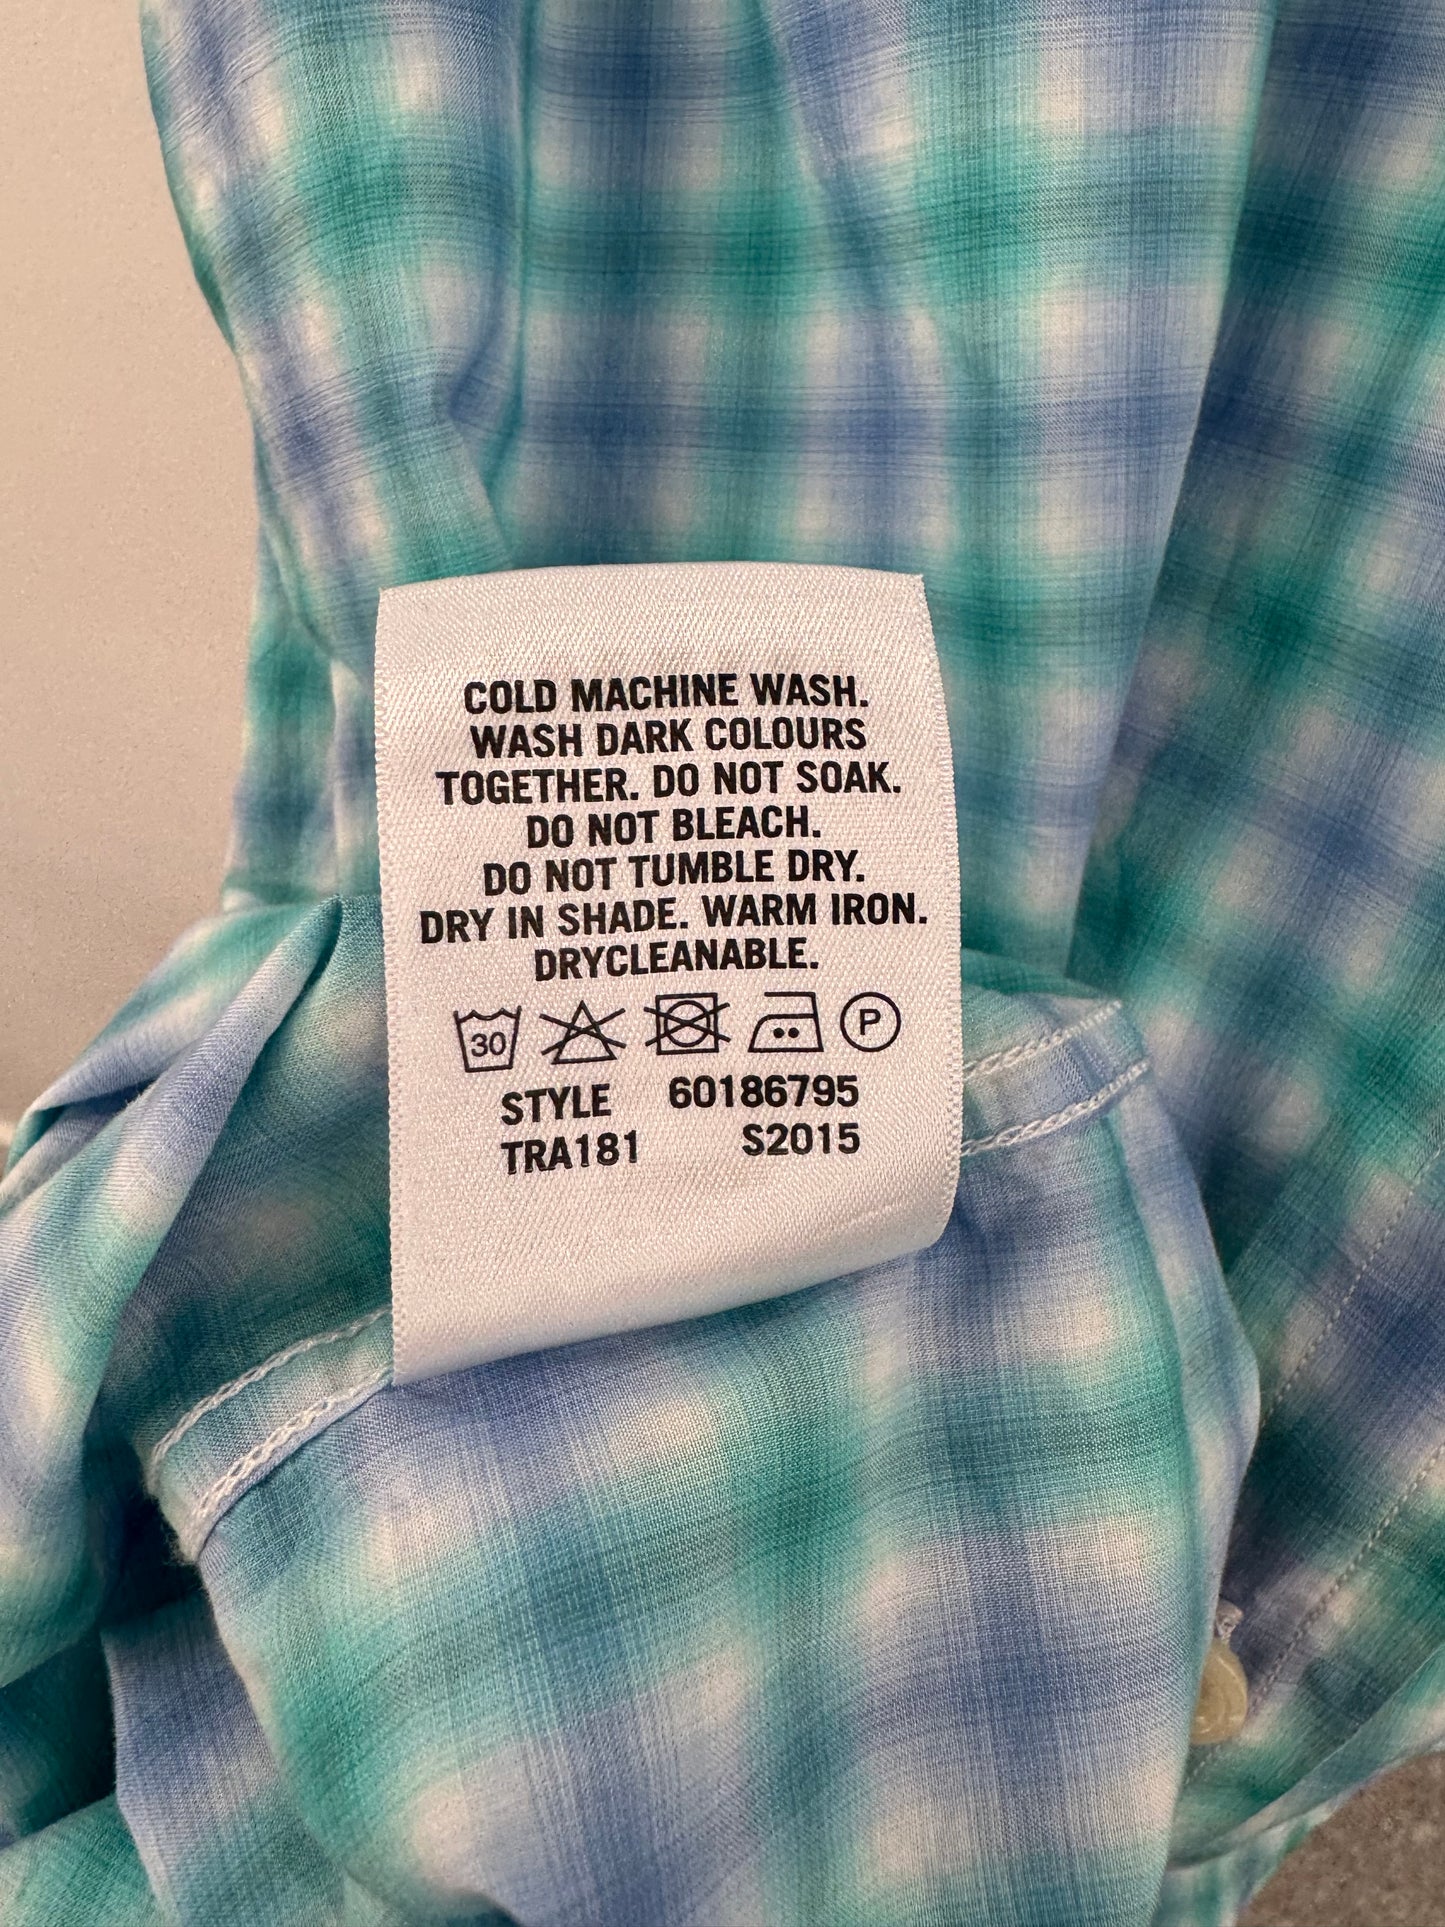 COLD MACHINE WASH.
WASH DARK COLOURS
TOGETHER. DO NOT SOAK.
DO NOT BLEACH.
DO NOT TUMBLE DRY.
DRY IN SHADE. WARM IRON.
DRYCLEANABLE.
30 P
STYLE 60186795
TRA181 S2015